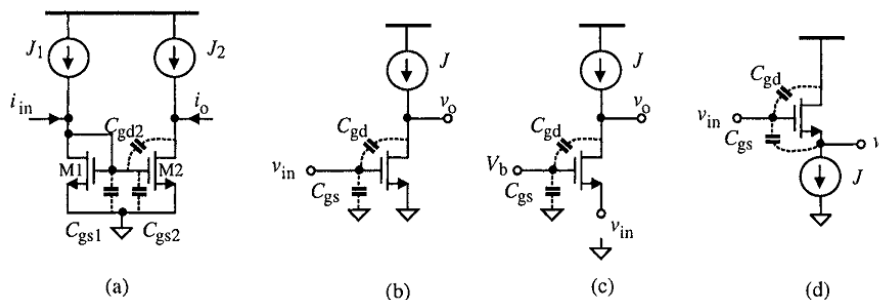 J1
J2
iin
Cgd2
io
M1
M2
Cgs1
Cgs2
(a)
J
vo
Cgd
vin
Cgs
(b)
J
vo
Cgd
Vb
Cgs
vin
(c)
Cgd
vin
Cgs
v
J
(d)